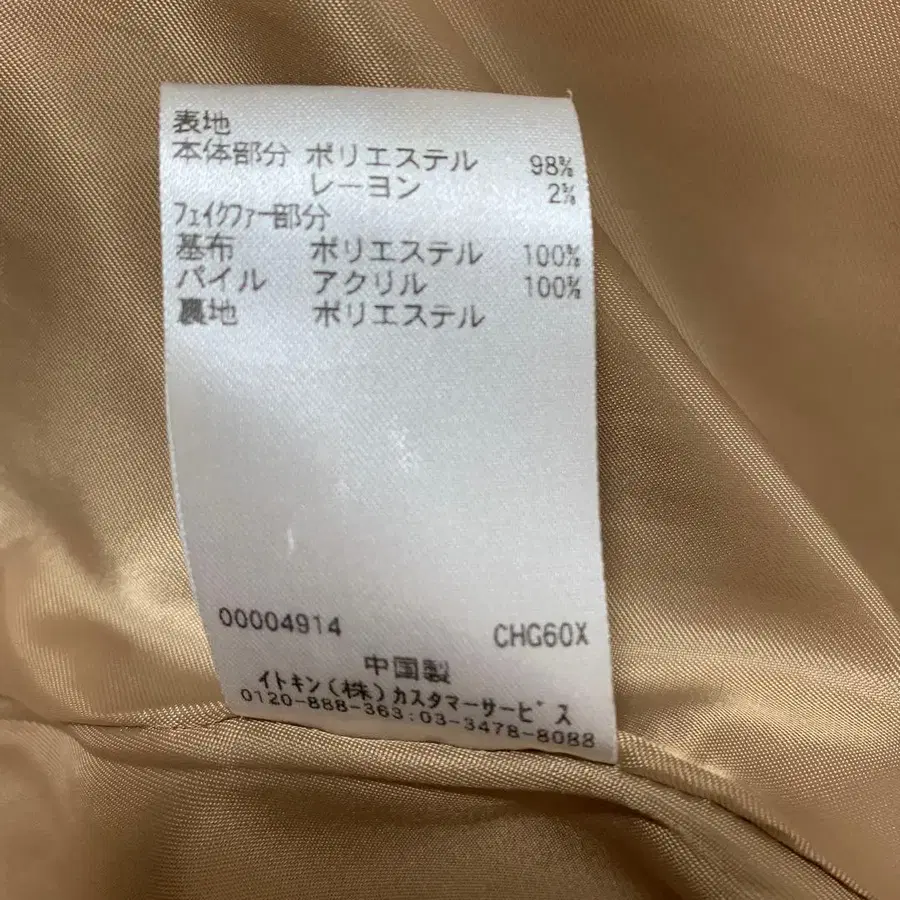 表地
本体部分 ポリエステル 98%
レーヨン 2%
フェイクファー部分
基布 ポリエステル 100%
パイル アクリル 100%
裏地 ポリエステル
00004914 CHG60X
中国製
イトキン(株)カスタマーサービス
0120-888-363:03-3478-8088